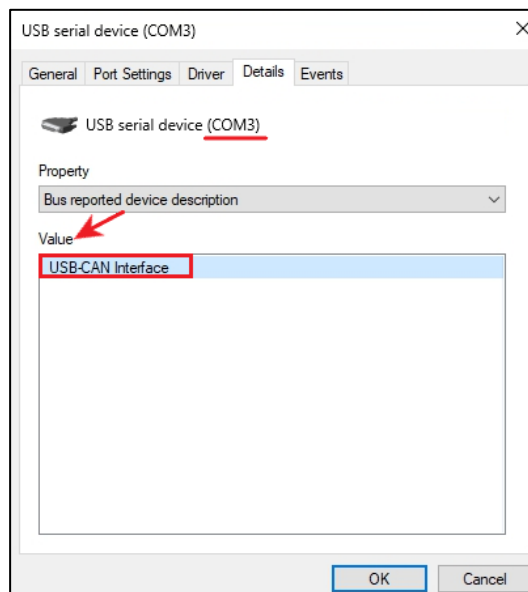 USB serial device (COM3)
General Port Settings Driver Details Events
USB serial device (COM3)
Property
Bus reported device description
Value
USB-CAN Interface
OK Cancel